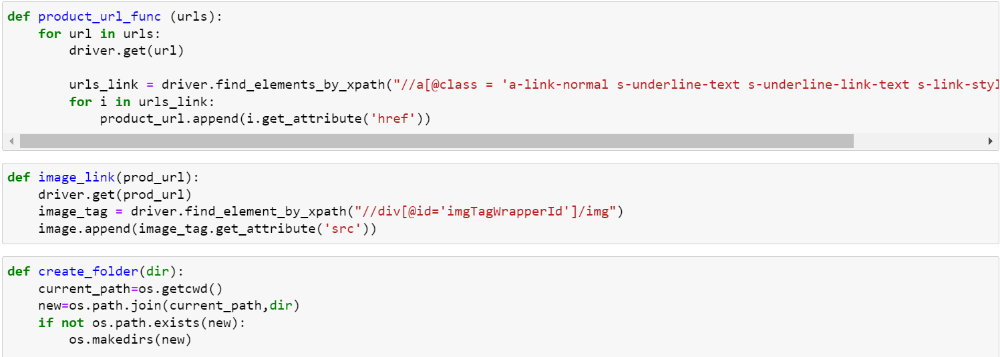 def product_url_func (urls):
    for url in urls:
        driver.get(url)
        urls_link = driver.find_elements_by_xpath("//a[@class = 'a-link-normal s-underline-text s-underline-link-text s-link-styl
        for i in urls_link:
            product_url.append(i.get_attribute('href'))
def image_link(prod_url):
    driver.get(prod_url)
    image_tag = driver.find_element_by_xpath("//div[@id='imgTagWrapperId']/img")
    image.append(image_tag.get_attribute('src'))
def create_folder(dir):
    current_path=os.getcwd()
    new=os.path.join(current_path,dir)
    if not os.path.exists(new):
        os.makedirs(new)